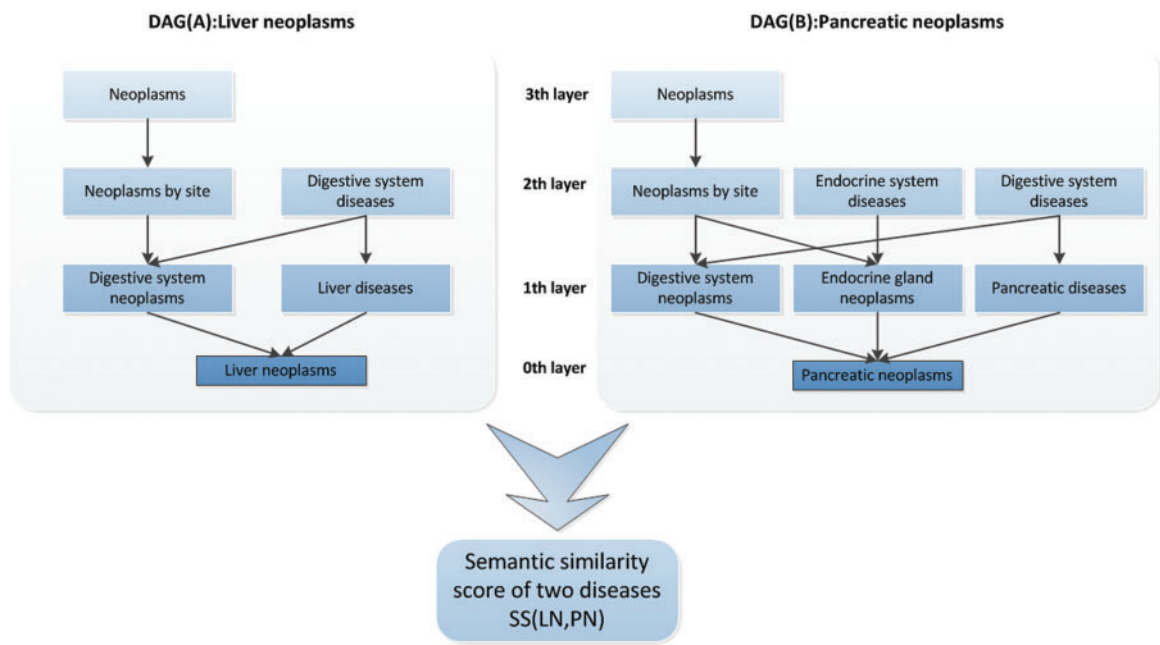 DAG(A):Liver neoplasms
DAG(B):Pancreatic neoplasms
Neoplasms
3th layer
Neoplasms
Neoplasms by site
Digestive system
diseases
2th layer
Neoplasms by site
Endocrine system
diseases
Digestive system
diseases
Digestive system
neoplasms
Liver diseases
1th layer
Digestive system
neoplasms
Endocrine gland
neoplasms
Pancreatic diseases
Liver neoplasms
0th layer
Pancreatic neoplasms
Semantic similarity
score of two diseases
SS(LN,PN)